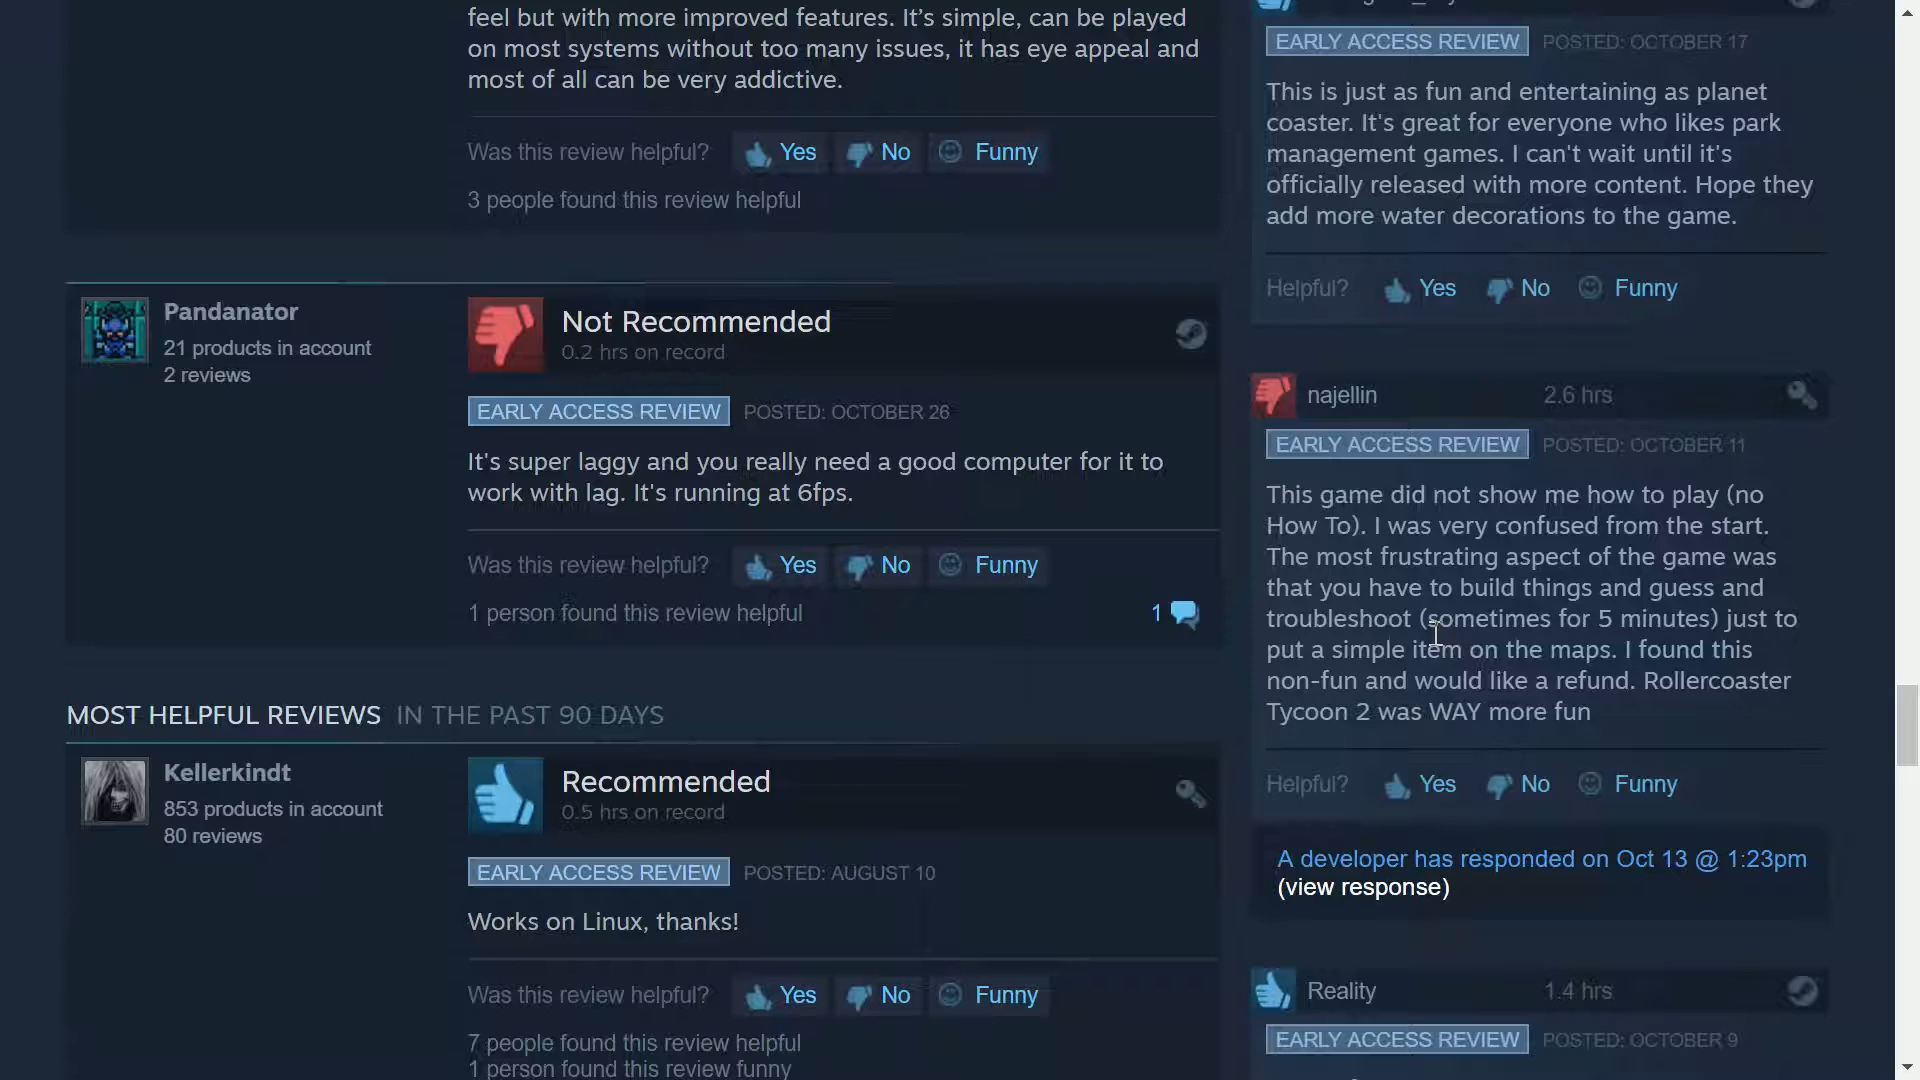 feel but with more improved features. It's simple, can be played
on most systems without too many issues, it has eye appeal and
most of all can be very addictive.
Was this review helpful? Yes No Funny
3 people found this review helpful
Pandanator
21 products in account
2 reviews
Not Recommended
0.2 hrs on record
EARLY ACCESS REVIEW POSTED: OCTOBER 26
It's super laggy and you really need a good computer for it to
work with lag. It's running at 6fps.
Was this review helpful? Yes No Funny
1 person found this review helpful 1
MOST HELPFUL REVIEWS IN THE PAST 90 DAYS
Kellerkindt
853 products in account
80 reviews
Recommended
0.5 hrs on record
EARLY ACCESS REVIEW POSTED: AUGUST 10
Works on Linux, thanks!
Was this review helpful? Yes No Funny
7 people found this review helpful
1 person found this review funny
EARLY ACCESS REVIEW POSTED: OCTOBER 17
This is just as fun and entertaining as planet
coaster. It's great for everyone who likes park
management games. I can't wait until it's
officially released with more content. Hope they
add more water decorations to the game.
Helpful? Yes No Funny
najellin 2.6 hrs
EARLY ACCESS REVIEW POSTED: OCTOBER 11
This game did not show me how to play (no
How To). I was very confused from the start.
The most frustrating aspect of the game was
that you have to build things and guess and
troubleshoot (sometimes for 5 minutes) just to
put a simple item on the maps. I found this
non-fun and would like a refund. Rollercoaster
Tycoon 2 was WAY more fun
Helpful? Yes No Funny
A developer has responded on Oct 13 @ 1:23pm
(view response)
Reality 1.4 hrs
EARLY ACCESS REVIEW POSTED: OCTOBER 9